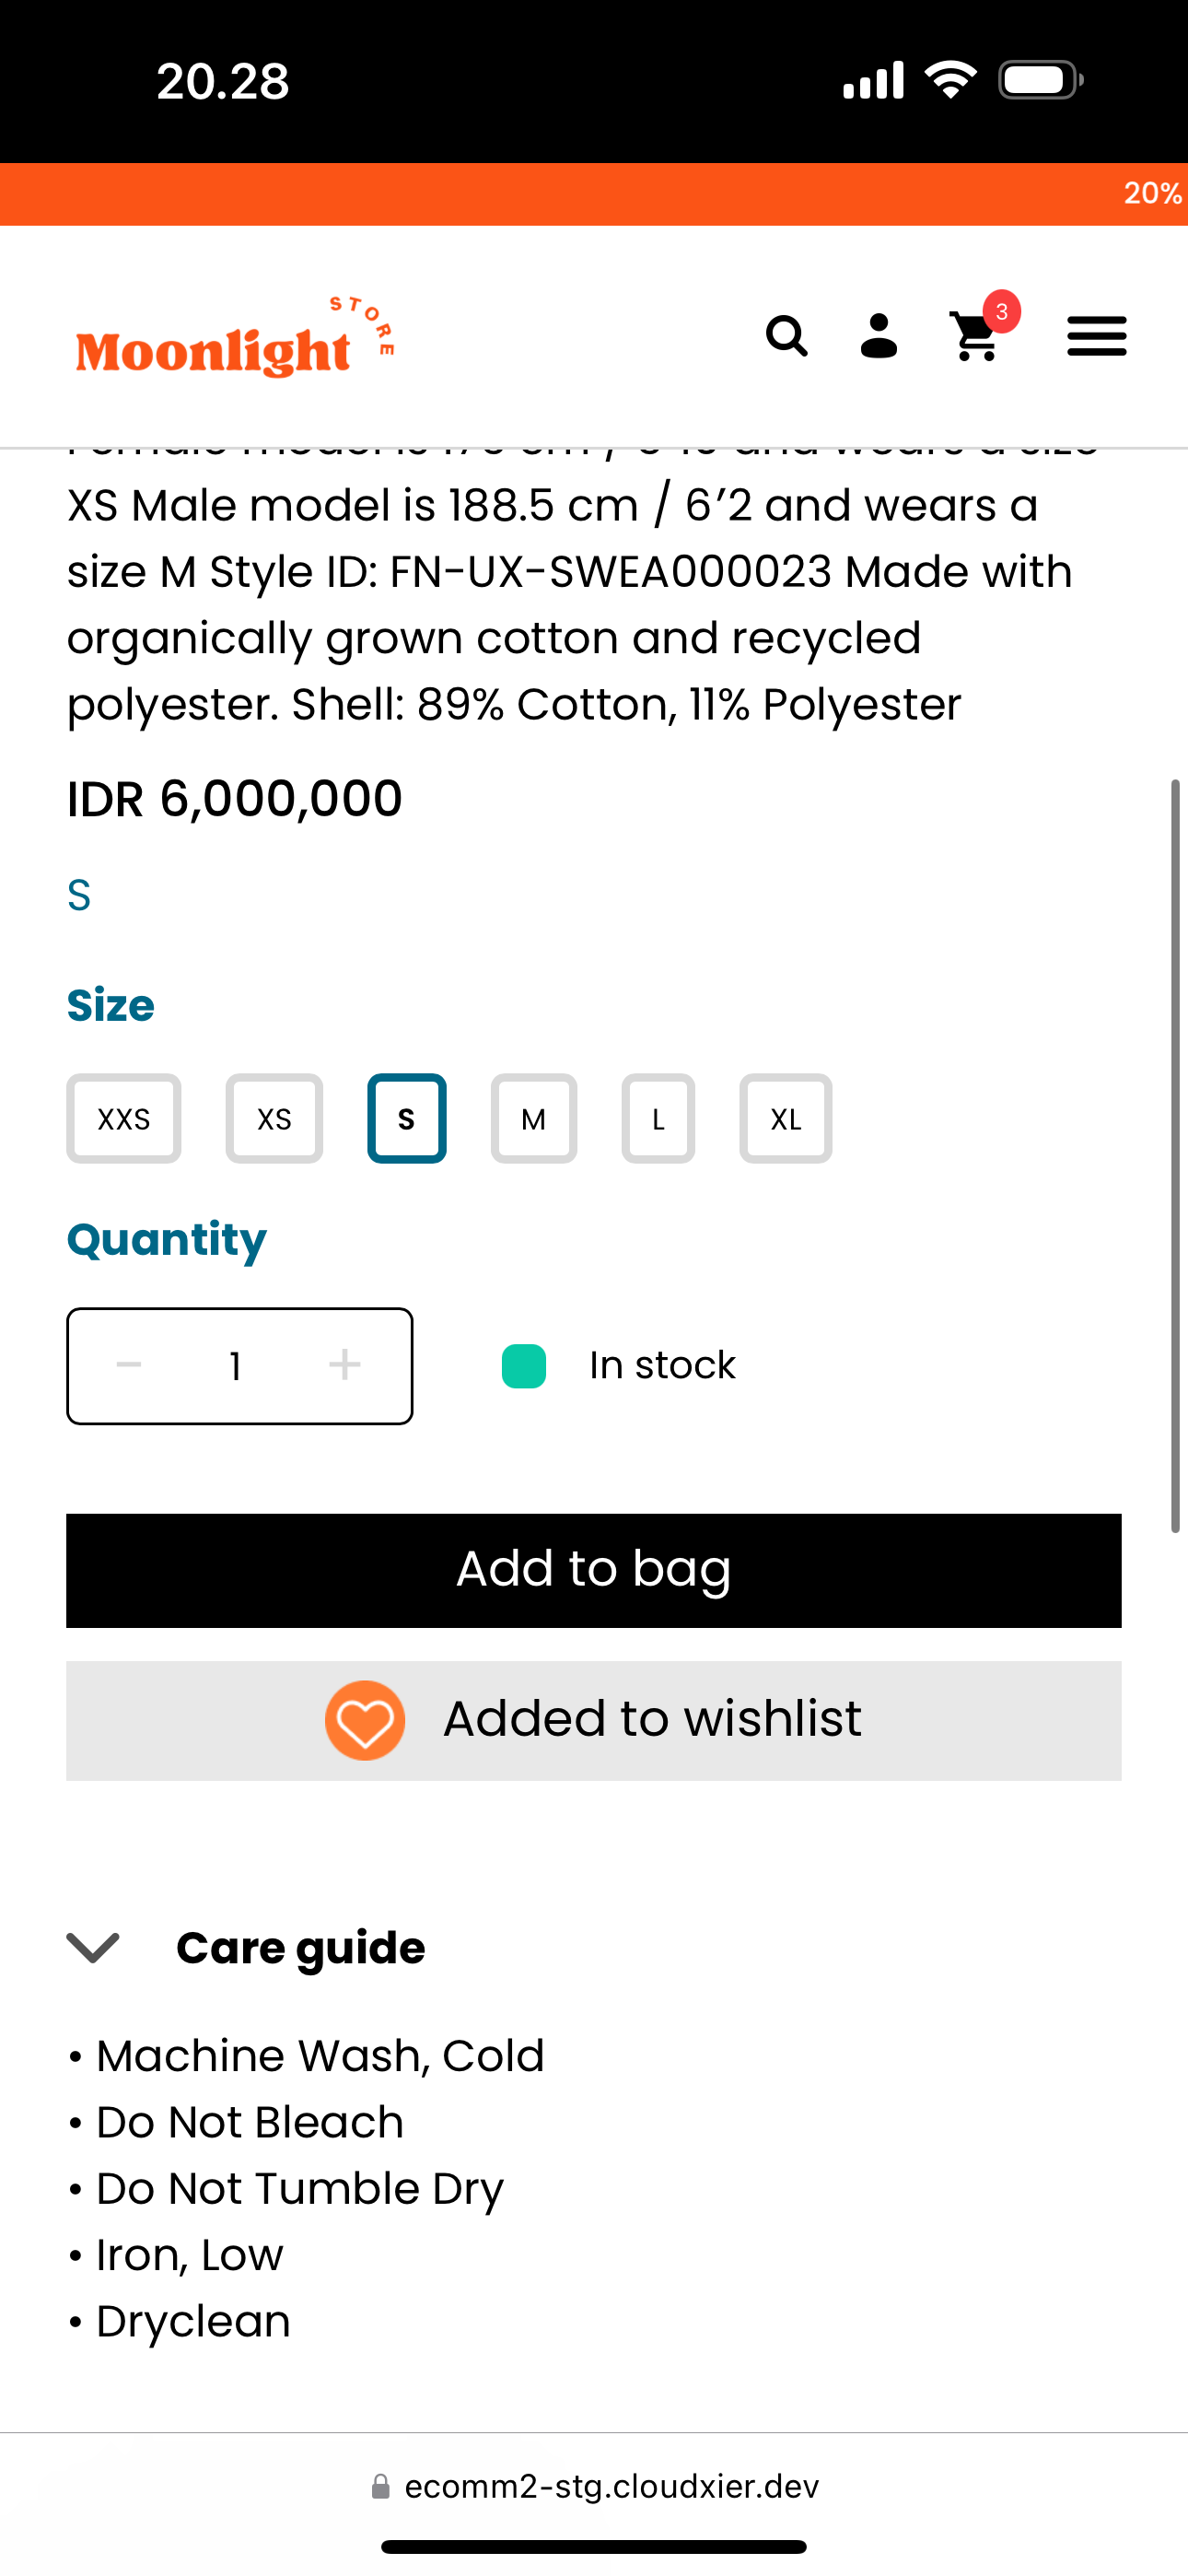 20.28
20%
STORE
Moonlight
3
XS Male model is 188.5 cm / 6’2 and wears a
size M Style ID: FN-UX-SWEA000023 Made with
organically grown cotton and recycled
polyester. Shell: 89% Cotton, 11% Polyester
IDR 6,000,000
S
Size
XXS XS S M L XL
Quantity
− 1 + In stock
Add to bag
Added to wishlist
Care guide
• Machine Wash, Cold
• Do Not Bleach
• Do Not Tumble Dry
• Iron, Low
• Dryclean
ecomm2-stg.cloudxier.dev